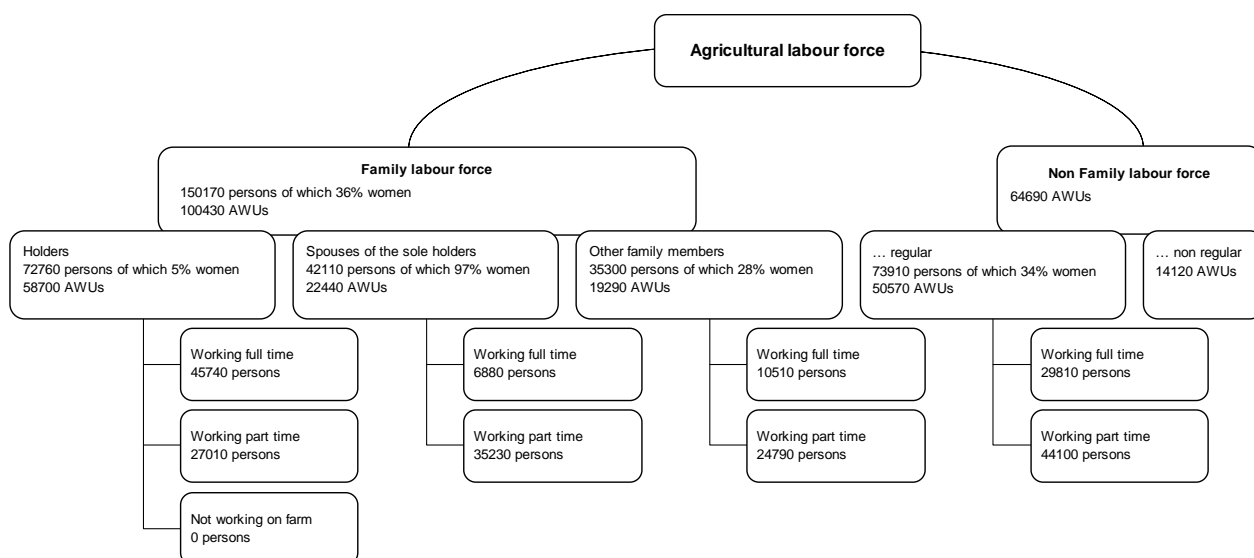 Agricultural labour force
Family labour force
150170 persons of which 36% women
100430 AWUs
Non Family labour force
64690 AWUs
Holders
72760 persons of which 5% women
58700 AWUs
Spouses of the sole holders
42110 persons of which 97% women
22440 AWUs
Other family members
35300 persons of which 28% women
19290 AWUs
... regular
73910 persons of which 34% women
50570 AWUs
... non regular
14120 AWUs
Working full time
45740 persons
Working full time
6880 persons
Working full time
10510 persons
Working full time
29810 persons
Working part time
27010 persons
Working part time
35230 persons
Working part time
24790 persons
Working part time
44100 persons
Not working on farm
0 persons